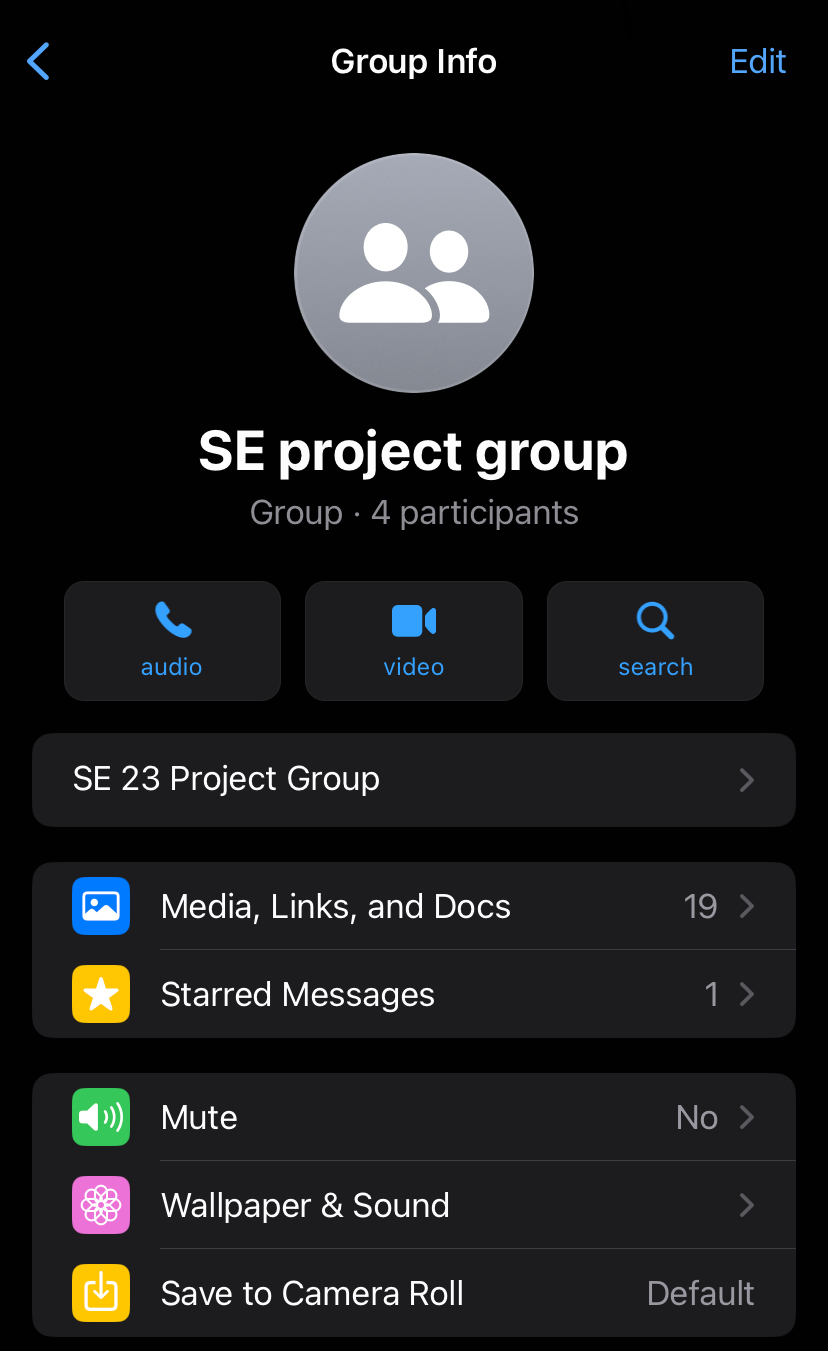 Group Info
Edit
SE project group
Group · 4 participants
audio
video
search
SE 23 Project Group
Media, Links, and Docs 19
Starred Messages 1
Mute No
Wallpaper & Sound
Save to Camera Roll Default